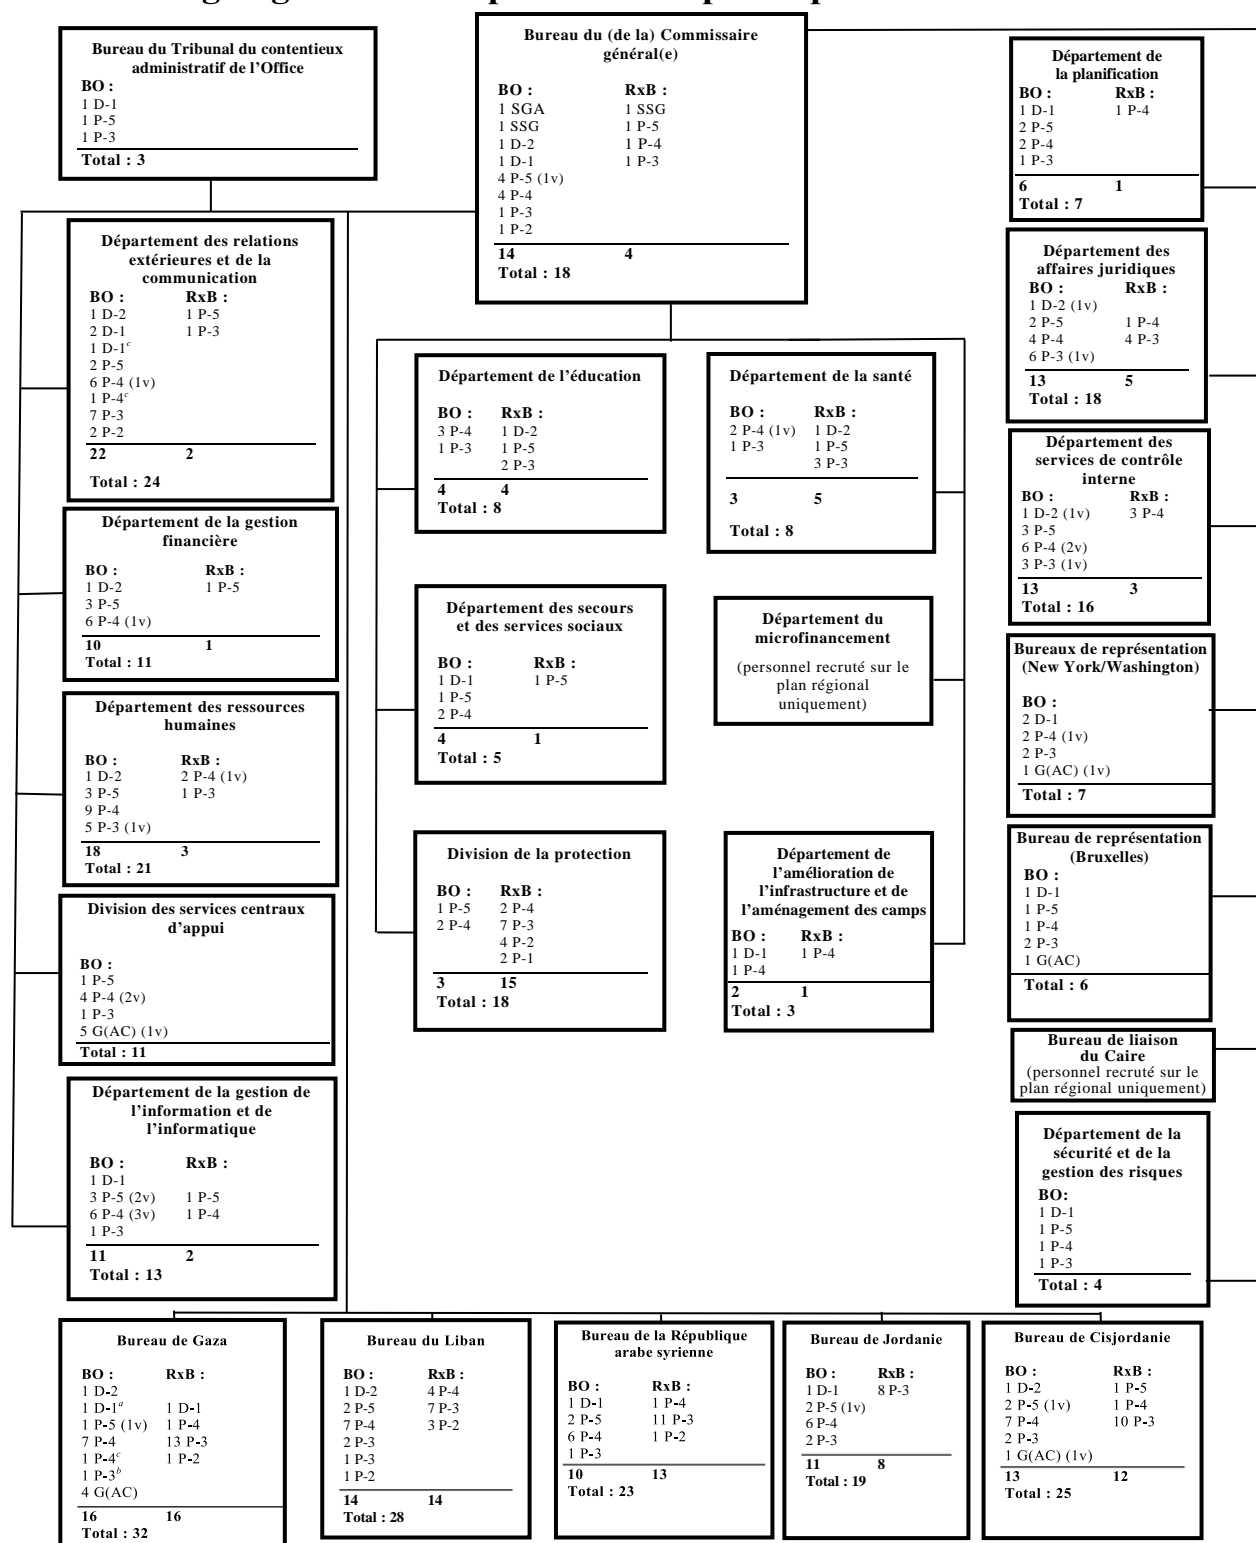 Bureau du Tribunal du contentieux
administratif de l'Office
BO :
1 D-1
1 P-5
1 P-3
Total : 3
Bureau du (de la) Commissaire
général(e)
BO : RxB :
1 SGA 1 SSG
1 SSG 1 P-5
1 D-2 1 P-4
1 D-1 1 P-3
4 P-5 (1v)
4 P-4
1 P-3
1 P-2
14 4
Total : 18
Département de
la planification
BO : RxB :
1 D-1 1 P-4
2 P-5
2 P-4
1 P-3
6 1
Total : 7
Département des relations
extérieures et de la
communication
BO : RxB :
1 D-2 1 P-5
2 D-1 1 P-3
1 D-1c
2 P-5
6 P-4 (1v)
1 P-4c
7 P-3
2 P-2
22 2
Total : 24
Département des
affaires juridiques
BO : RxB :
1 D-2 (1v)
2 P-5 1 P-4
4 P-4 4 P-3
6 P-3 (1v)
13 5
Total : 18
Département de l'éducation
BO : RxB :
3 P-4 1 D-2
1 P-3 1 P-5
2 P-3
4 4
Total : 8
Département de la santé
BO : RxB :
2 P-4 (1v) 1 D-2
1 P-3 1 P-5
3 P-3
3 5
Total : 8
Département des
services de contrôle
interne
BO : RxB :
1 D-2 (1v) 3 P-4
3 P-5
6 P-4 (2v)
3 P-3 (1v)
13 3
Total : 16
Département de la gestion
financière
BO : RxB :
1 D-2 1 P-5
3 P-5
6 P-4 (1v)
10 1
Total : 11
Département des secours
et des services sociaux
BO : RxB :
1 D-1 1 P-5
1 P-5
2 P-4
4 1
Total : 5
Département du
microfinancement
(personnel recruté sur le
plan régional
uniquement)
Bureaux de représentation
(New York/Washington)
BO :
2 D-1
2 P-4 (1v)
2 P-3
1 G(AC) (1v)
Total : 7
Département des ressources
humaines
BO : RxB :
1 D-2 2 P-4 (1v)
3 P-5 1 P-3
9 P-4
5 P-3 (1v)
18 3
Total : 21
Division de la protection
BO : RxB :
1 P-5 2 P-4
2 P-4 7 P-3
4 P-2
2 P-1
3 15
Total : 18
Département de
l'amélioration de
l'infrastructure et de
l'aménagement des camps
BO : RxB :
1 D-1 1 P-4
1 P-4
2 1
Total : 3
Bureau de représentation
(Bruxelles)
BO :
1 D-1
1 P-5
1 P-4
2 P-3
1 G(AC)
Total : 6
Division des services centraux
d'appui
BO :
1 P-5
4 P-4 (2v)
1 P-3
5 G(AC) (1v)
Total : 11
Bureau de liaison
du Caire
(personnel recruté sur le
plan régional uniquement)
Département de la gestion de
l'information et de
l'informatique
BO : RxB :
1 D-1
3 P-5 (2v) 1 P-5
6 P-4 (3v) 1 P-4
1 P-3
11 2
Total : 13
Département de la
sécurité et de la
gestion des risques
BO:
1 D-1
1 P-5
1 P-4
1 P-3
Total : 4
Bureau de Gaza
BO : RxB :
1 D-2
1 D-1a 1 D-1
1 P-5 (1v) 1 P-4
7 P-4 13 P-3
1 P-4c 1 P-2
1 P-3b
4 G(AC)
16 16
Total : 32
Bureau du Liban
BO : RxB :
1 D-2 4 P-4
2 P-5 7 P-3
7 P-4 3 P-2
2 P-3
1 P-3
1 P-2
14 14
Total : 28
Bureau de la République
arabe syrienne
BO : RxB :
1 D-1 1 P-4
2 P-5 11 P-3
6 P-4 1 P-2
1 P-3
10 13
Total : 23
Bureau de Jordanie
BO : RxB :
1 D-1 8 P-3
2 P-5 (1v)
6 P-4
2 P-3
11 8
Total : 19
Bureau de Cisjordanie
BO : RxB :
1 D-2 1 P-5
2 P-5 (1v) 1 P-4
7 P-4 10 P-3
2 P-3
1 G(AC) (1v)
13 12
Total : 25